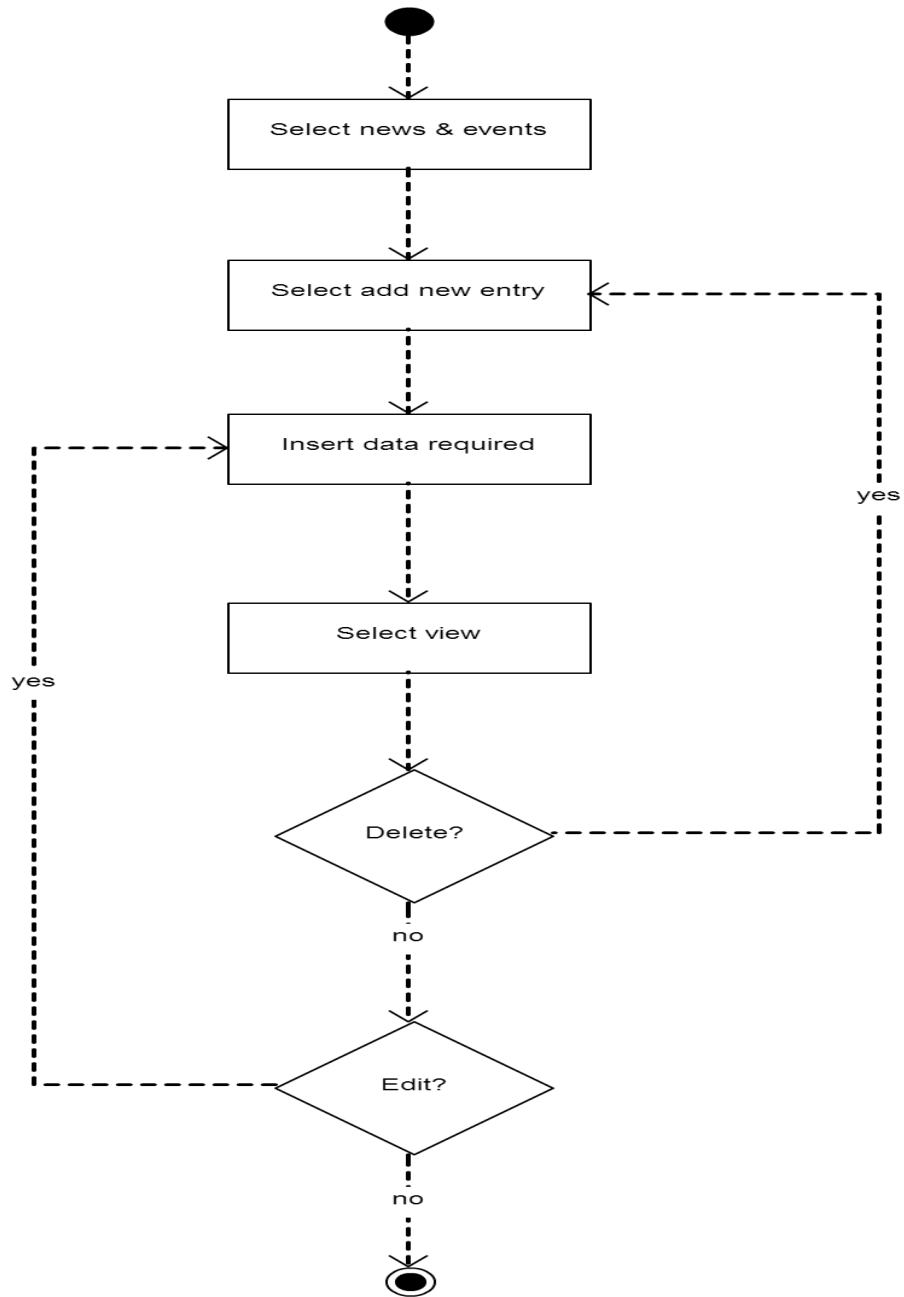 Select news & events
Select add new entry
Insert data required
yes
Select view
yes
Delete?
no
Edit?
no